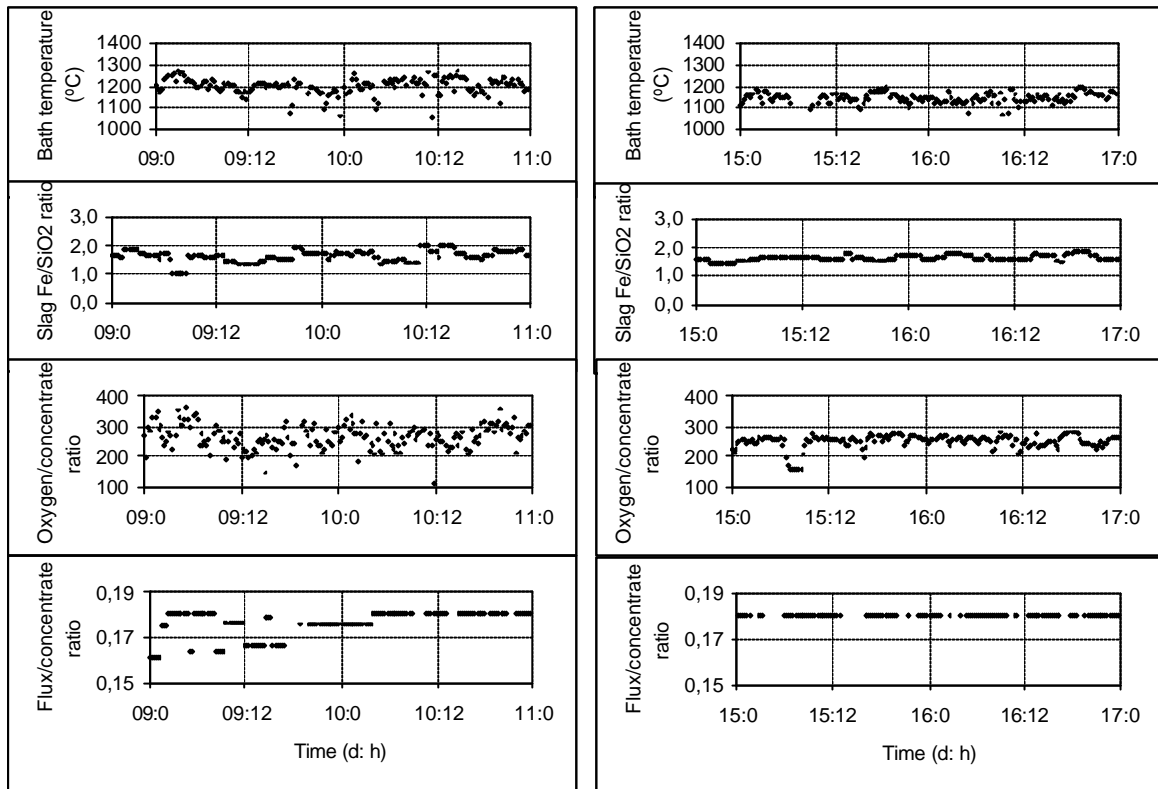 Bath temperature
(ºC)
1400
1300
1200
1100
1000
09:0 09:12 10:0 10:12 11:0
Slag Fe/SiO2 ratio
3,0
2,0
1,0
0,0
09:0 09:12 10:0 10:12 11:0
Oxygen/concentrate
ratio
400
300
200
100
09:0 09:12 10:0 10:12 11:0
Flux/concentrate
ratio
0,19
0,17
0,15
09:0 09:12 10:0 10:12 11:0
Time (d: h)
Bath temperature
(ºC)
1400
1300
1200
1100
1000
15:0 15:12 16:0 16:12 17:0
Slag Fe/SiO2 ratio
3,0
2,0
1,0
0,0
15:0 15:12 16:0 16:12 17:0
Oxygen/concentrate
ratio
400
300
200
100
15:0 15:12 16:0 16:12 17:0
Flux/concentrate
ratio
0,19
0,17
0,15
15:0 15:12 16:0 16:12 17:0
Time (d: h)